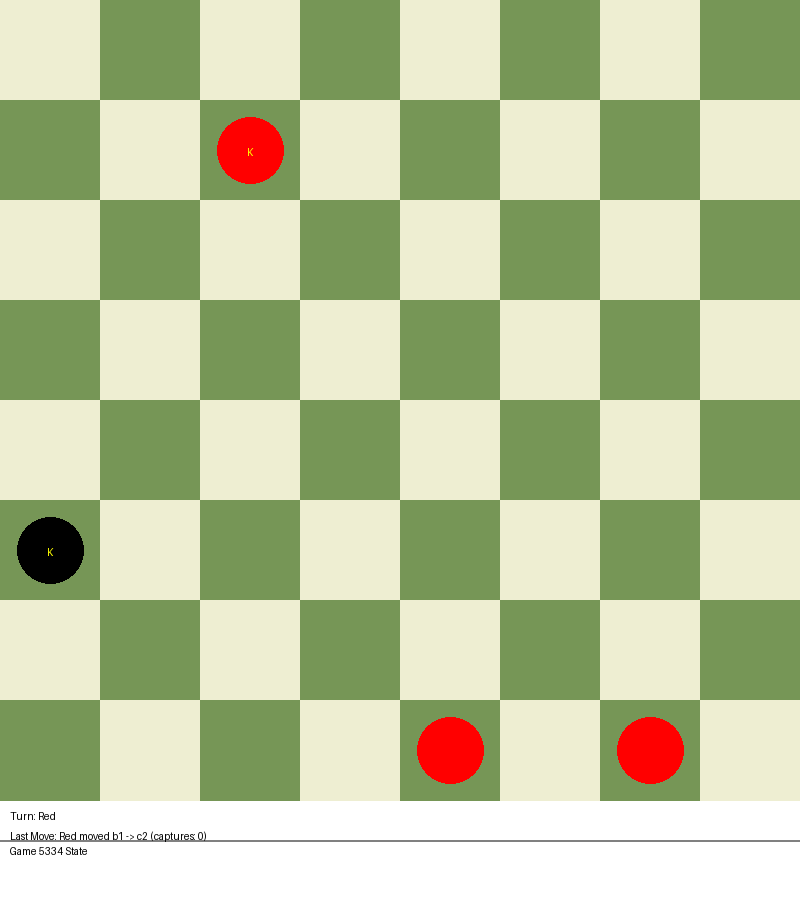 K
K
Turn: Red
Last Move: Red moved b1 -> c2 (captures: 0)
Game 5334 State